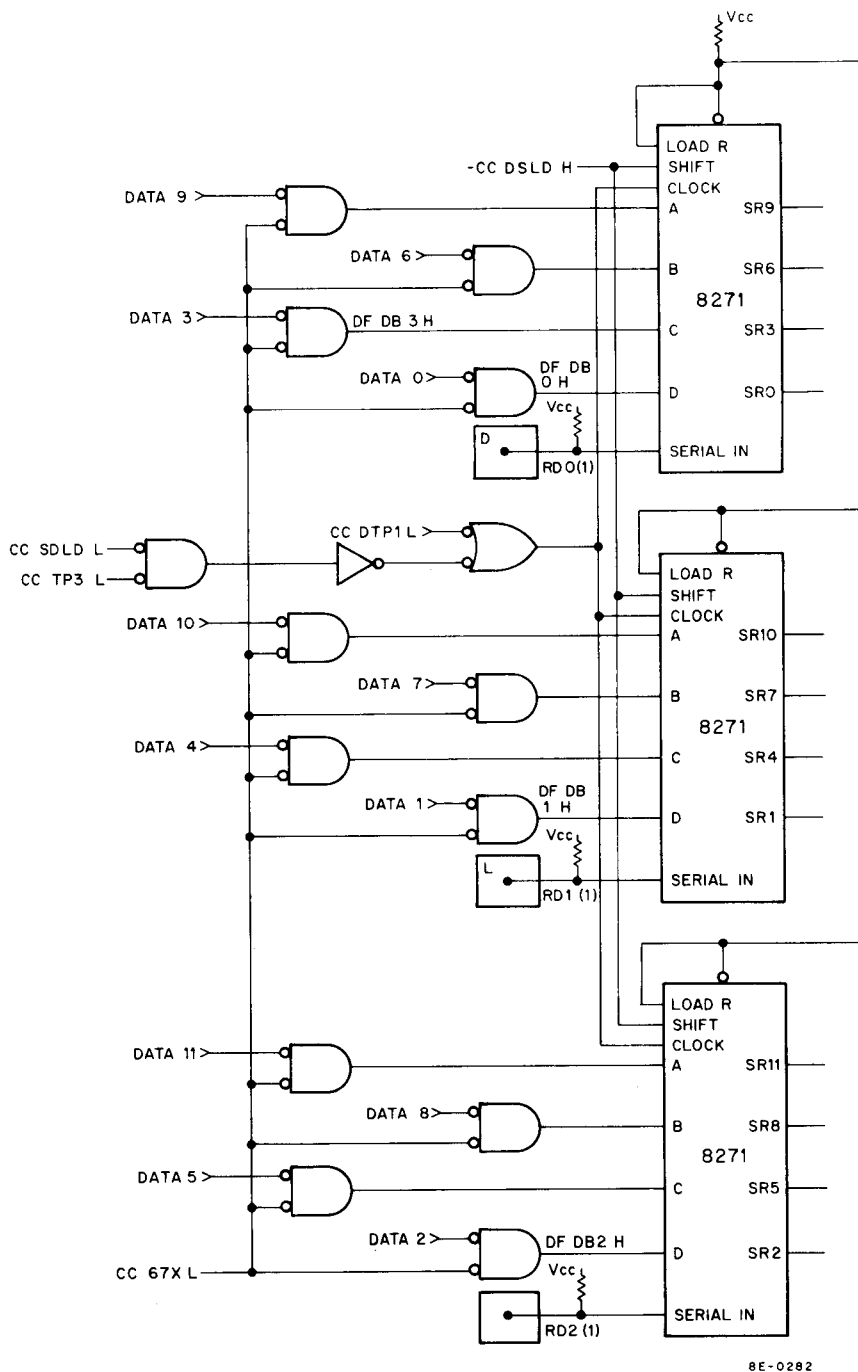 Vcc
LOAD R
-CC DSLD H
SHIFT
CLOCK
DATA 9
A
SR9
DATA 6
B
SR6
8271
DATA 3
DF DB 3 H
C
SR3
DATA 0
DF DB
0 H
D
SR0
Vcc
D
RD0(1)
SERIAL IN
CC SDLD L
CC TP3 L
CC DTP1 L
LOAD R
SHIFT
CLOCK
DATA 10
A
SR10
DATA 7
B
SR7
8271
DATA 4
C
SR4
DATA 1
DF DB
1 H
D
SR1
Vcc
L
RD1 (1)
SERIAL IN
LOAD R
SHIFT
CLOCK
DATA 11
A
SR11
DATA 8
B
SR8
8271
DATA 5
C
SR5
DATA 2
DF DB2 H
D
SR2
CC 67X L
Vcc
RD2 (1)
SERIAL IN
8E-0282